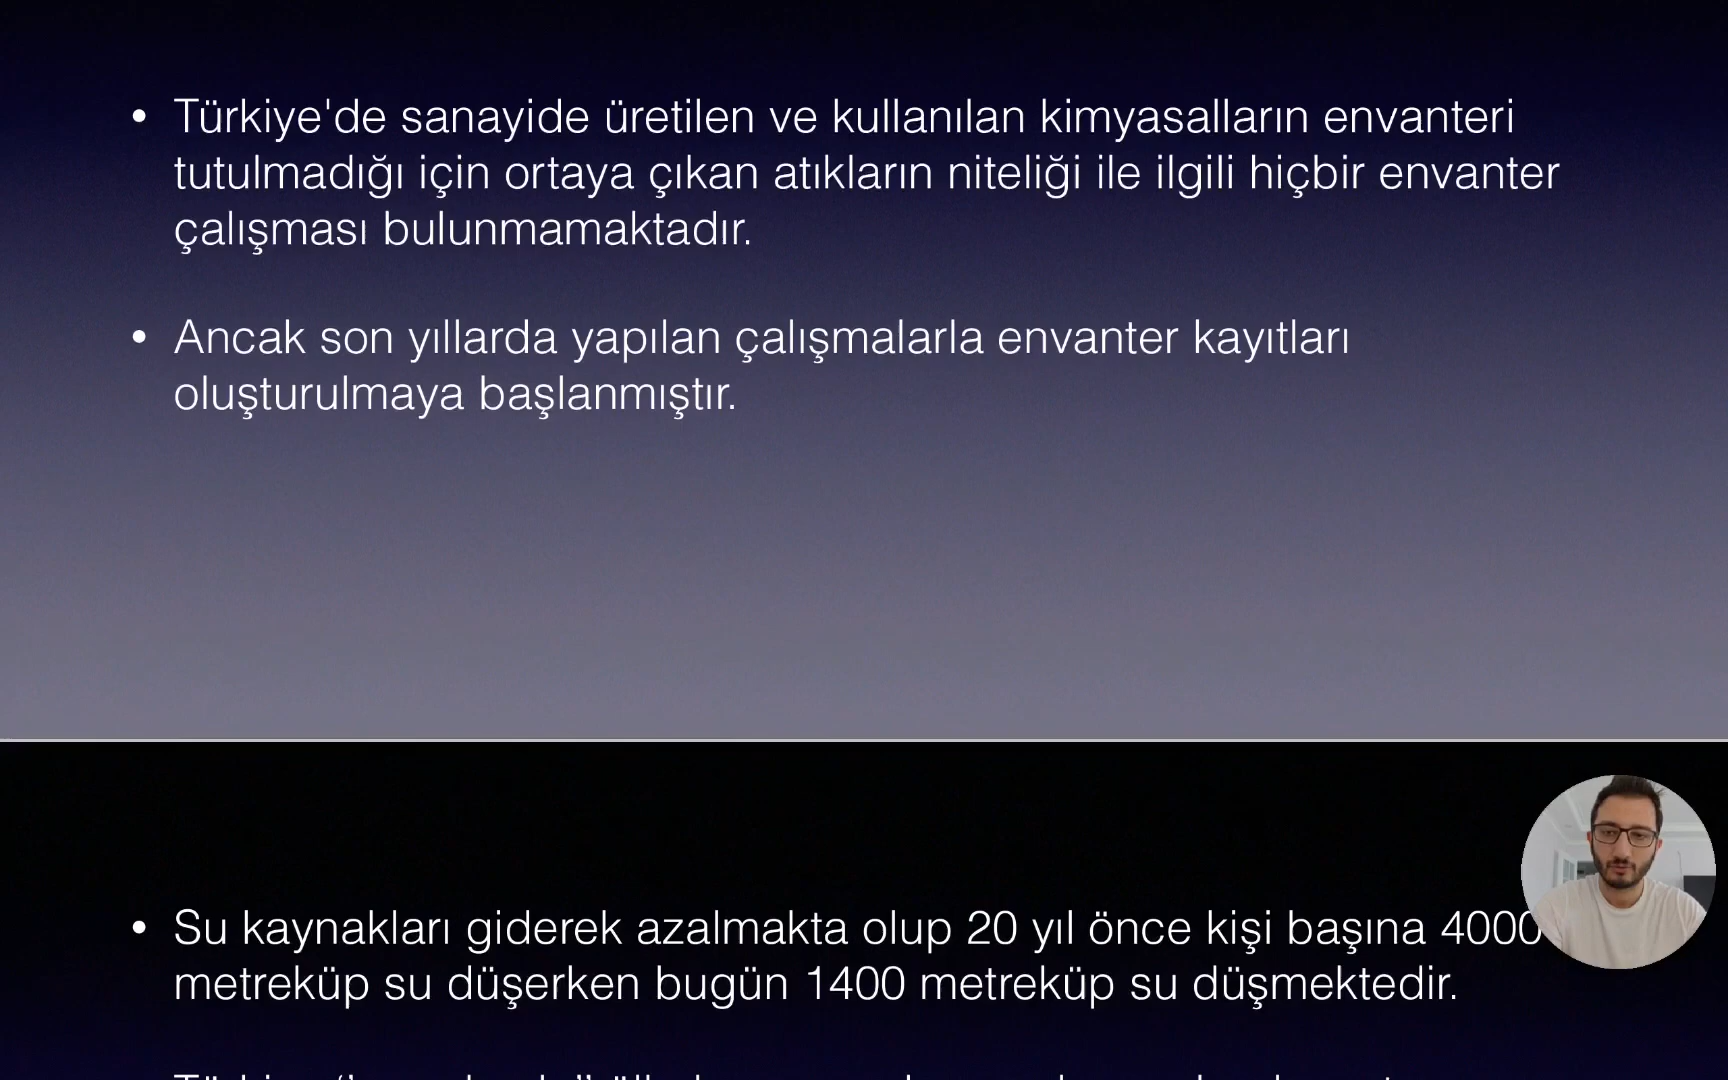 • Türkiye'de sanayide üretilen ve kullanılan kimyasalların envanteri
tutulmadığı için ortaya çıkan atıkların niteliği ile ilgili hiçbir envanter
çalışması bulunmamaktadır.
• Ancak son yıllarda yapılan çalışmalarla envanter kayıtları
oluşturulmaya başlanmıştır.
• Su kaynakları giderek azalmakta olup 20 yıl önce kişi başına 4000
metreküp su düşerken bugün 1400 metreküp su düşmektedir.